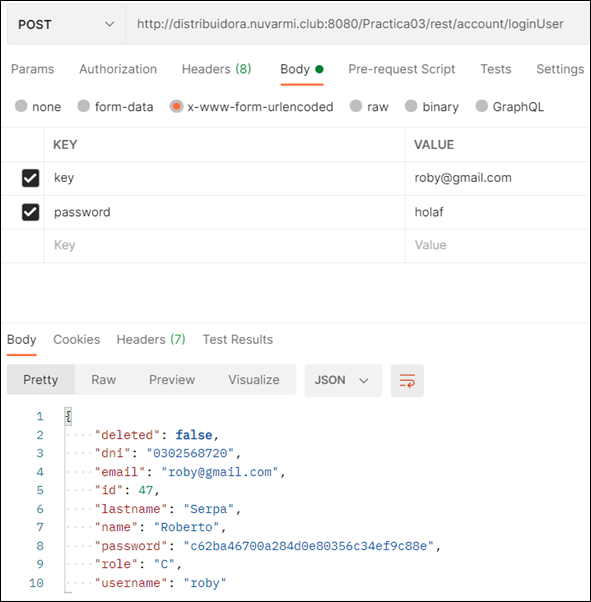 POST http://distribuidora.nuvarmi.club:8080/Practica03/rest/account/loginUser
Params Authorization Headers (8) Body Pre-request Script Tests Settings
none form-data x-www-form-urlencoded raw binary GraphQL
KEY VALUE
key roby@gmail.com
password holaf
Key Value
Body Cookies Headers (7) Test Results
Pretty Raw Preview Visualize JSON
1 {
2 "deleted": false,
3 "dni": "0302568720",
4 "email": "roby@gmail.com",
5 "id": 47,
6 "lastname": "Serpa",
7 "name": "Roberto",
8 "password": "c62ba46700a284d0e80356c34ef9c88e",
9 "role": "C",
10 "username": "roby"